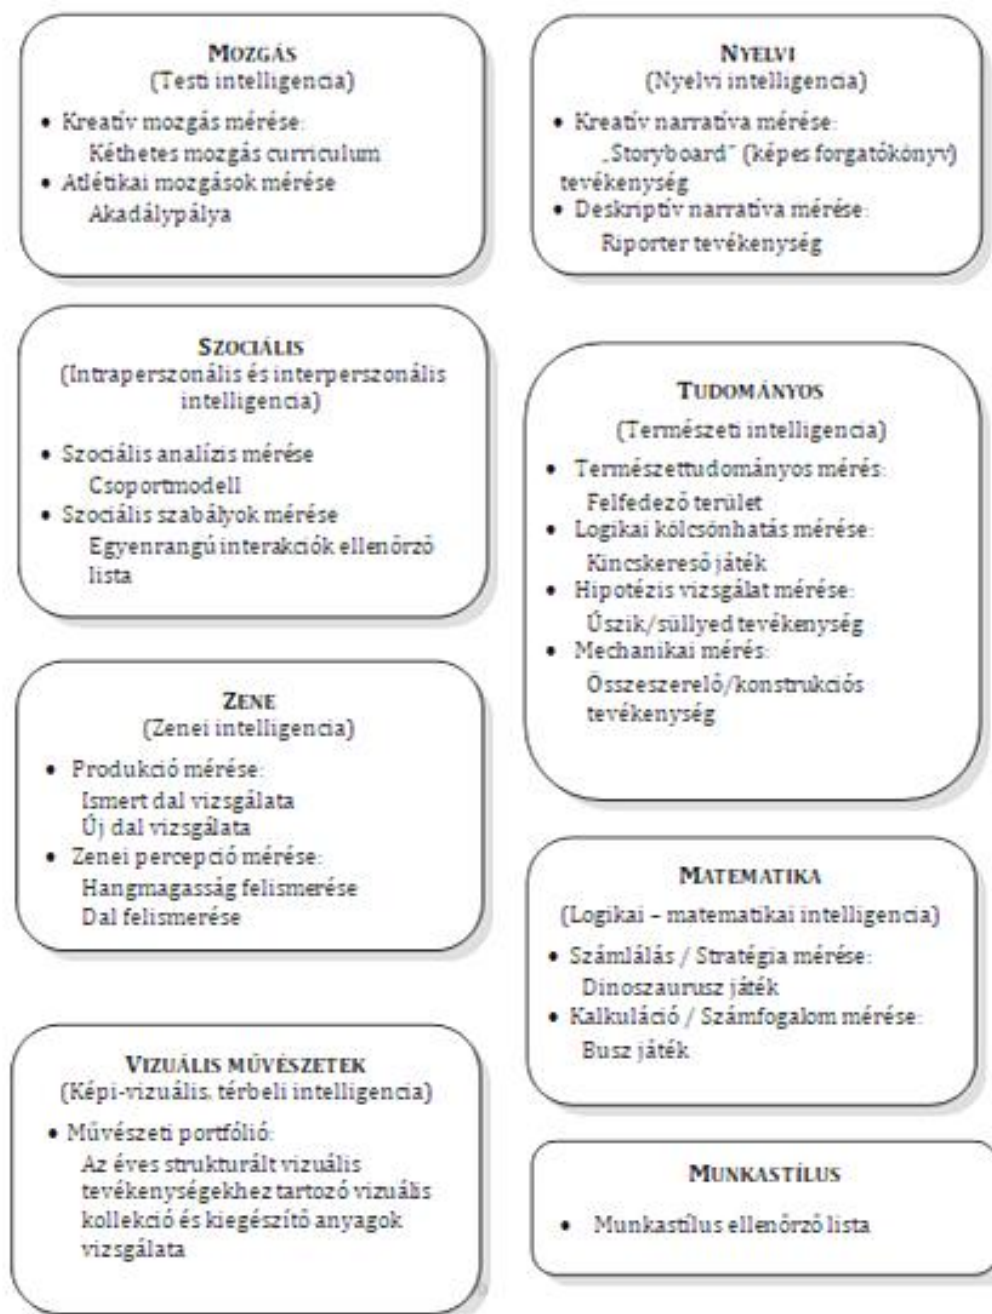 MOZGÁS
(Testi intelligencia)
• Kreatív mozgás mérése:
Kéthetes mozgás curriculum
• Atlétikai mozgások mérése
Akadálypálya
NYELVI
(Nyelvi intelligencia)
• Kreatív narratíva mérése:
„Storyboard” (képes forgatókönyv)
tevékenység
• Deskriptív narratíva mérése:
Riporter tevékenység
SZOCIÁLIS
(Intraperszonális és interperszonális
intelligencia)
• Szociális analízis mérése
Csoportmodell
• Szociális szabályok mérése
Egyenrangú interakciók ellenőrző
lista
TUDOMÁNYOS
(Természeti intelligencia)
• Természettudományos mérés:
Felfedező terület
• Logikai kölcsönhatás mérése:
Kincskereső játék
• Hipotézis vizsgálat mérése:
Úszik/süllyed tevékenység
• Mechanikai mérés:
Összeszerelő/konstrukciós
tevékenység
ZENE
(Zenei intelligencia)
• Produkció mérése:
Ismert dal vizsgálata
Új dal vizsgálata
• Zenei percepció mérése:
Hangmagasság felismerése
Dal felismerése
MATEMATIKA
(Logikai – matematikai intelligencia)
• Számlálás / Stratégia mérése:
Dinoszaurusz játék
• Kalkuláció / Számfogalom mérése:
Busz játék
VIZUÁLIS MŰVÉSZETEK
(Képi-vizuális, térbeli intelligencia)
• Művészeti portfólió:
Az éves strukturált vizuális
tevékenységekhez tartozó vizuális
kollekció és kiegészítő anyagok
vizsgálata
MUNKASTÍLUS
• Munkastílus ellenőrző lista